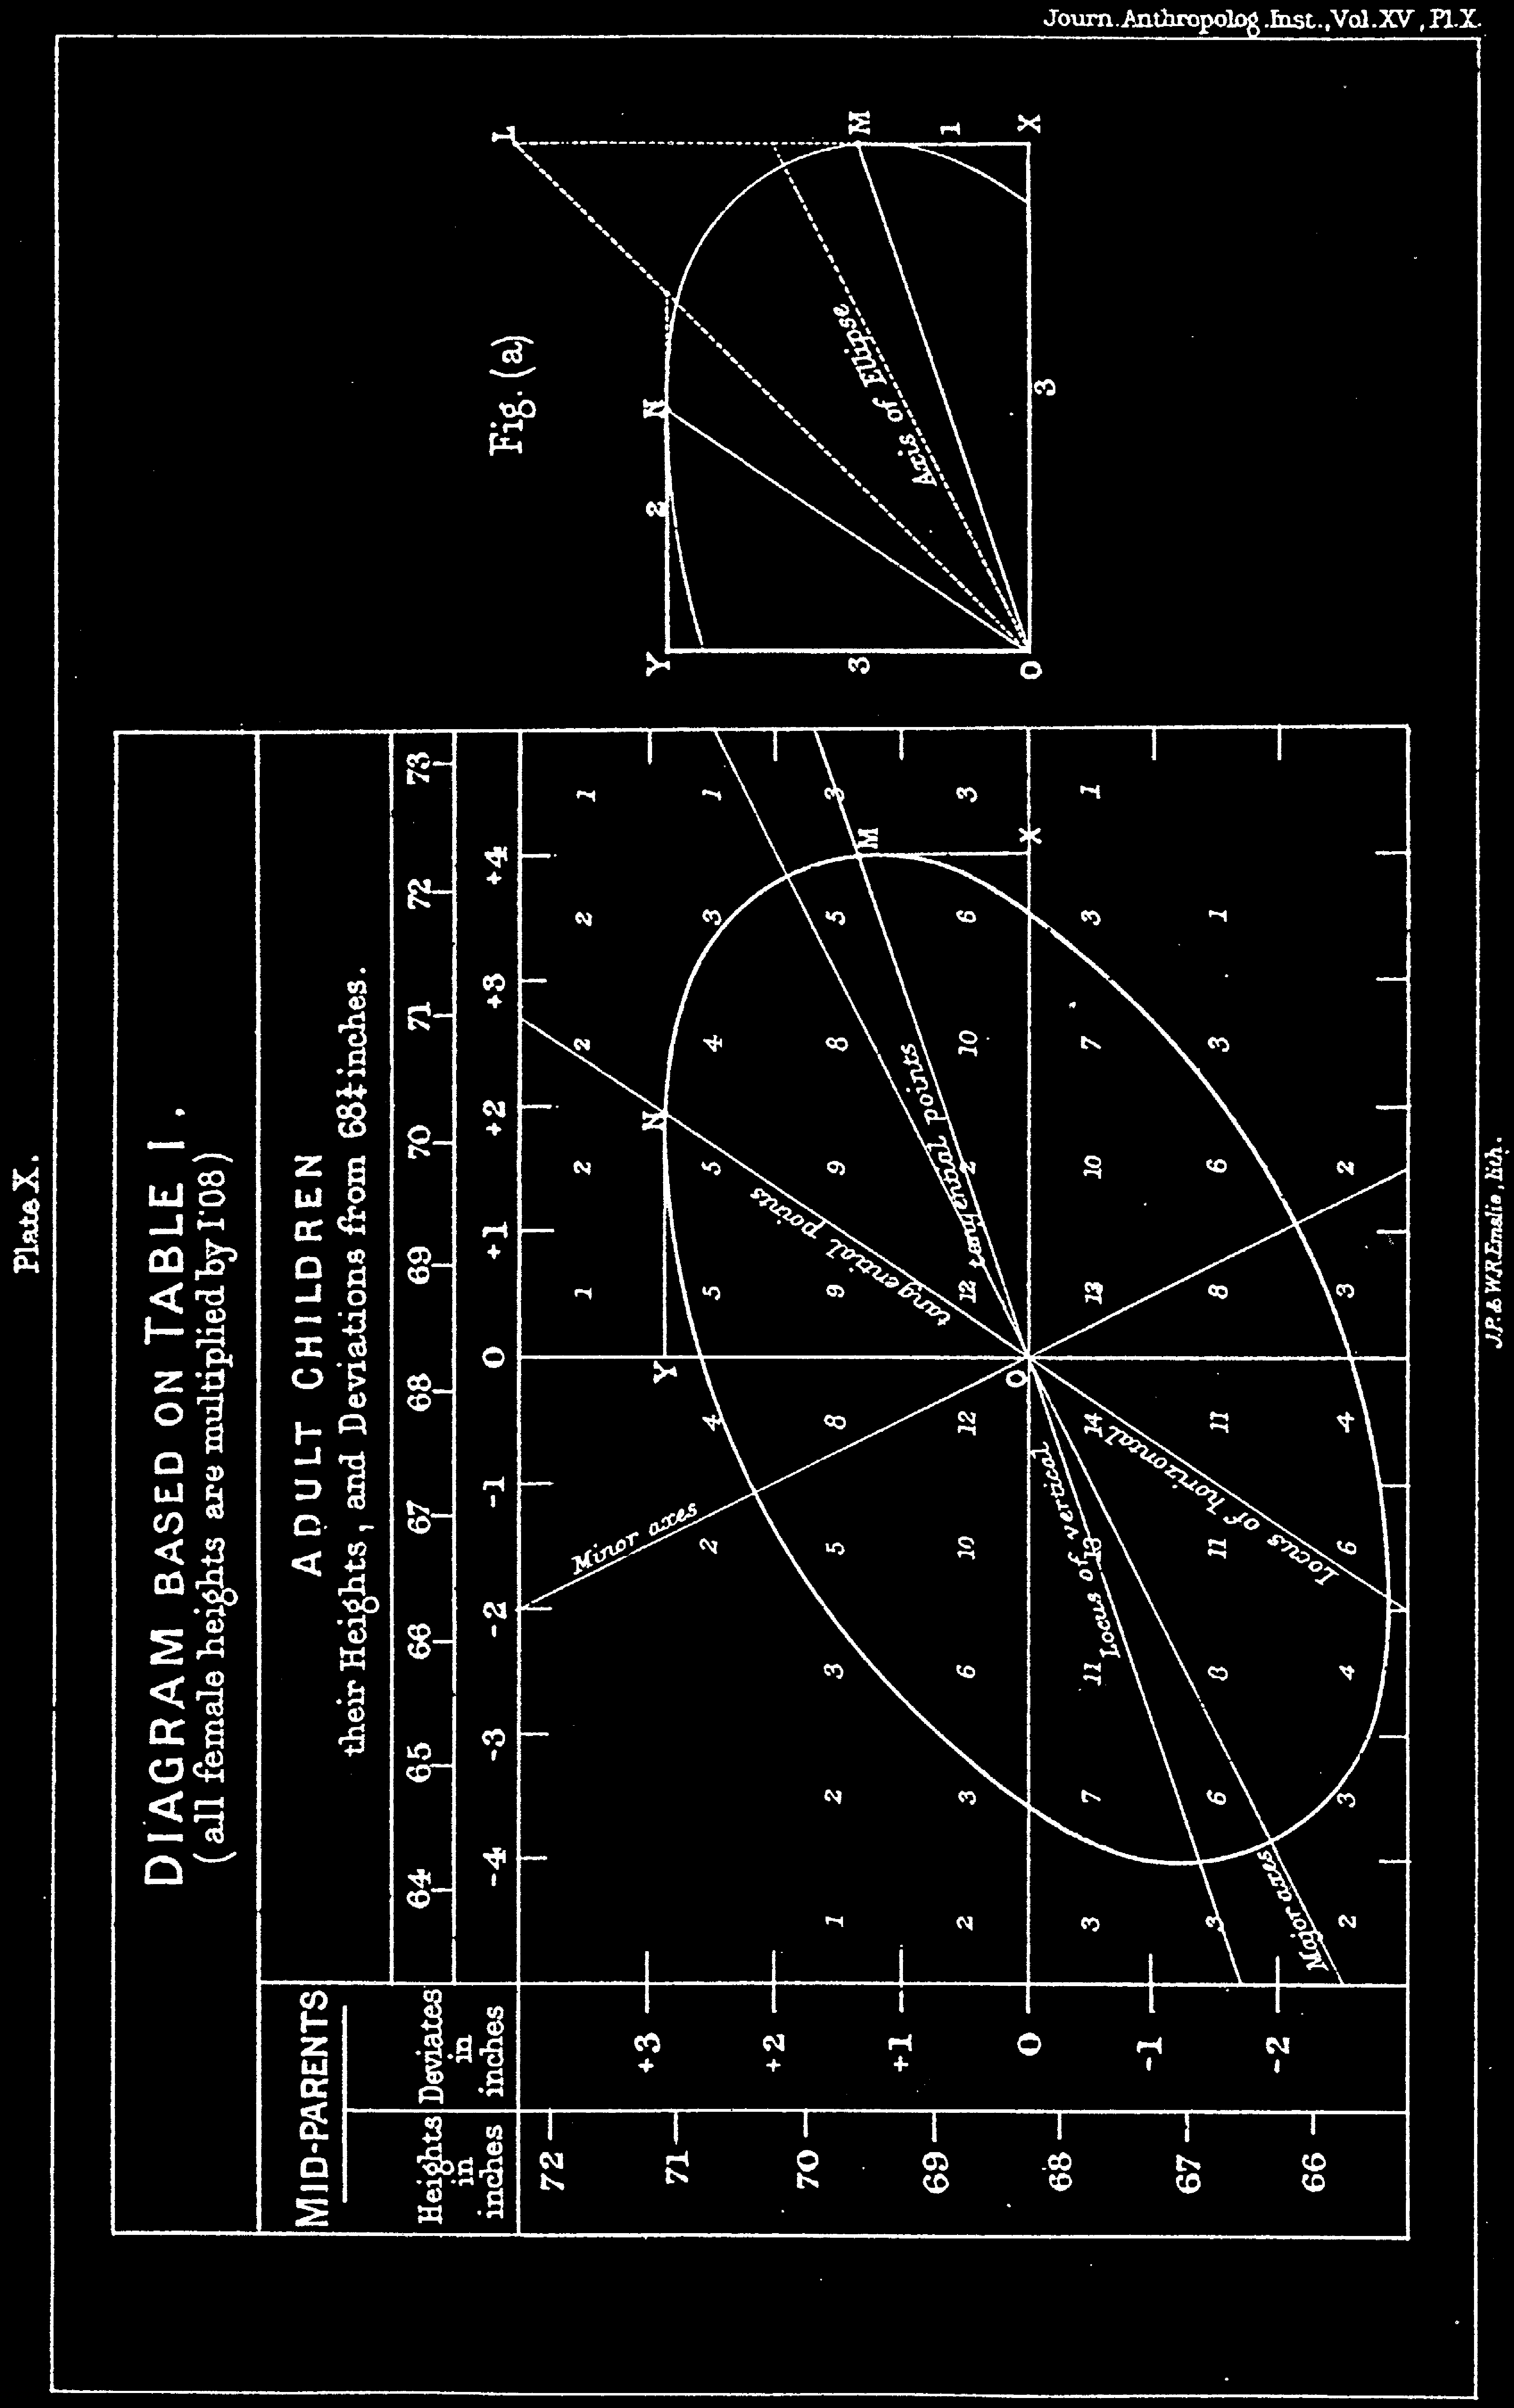 Journ. Anthropolog. Inst., Vol. XV, Pl. X.
Plate X.
DIAGRAM BASED ON TABLE I.
(all female heights are multiplied by 1·08)
MID-PARENTS
ADULT CHILDREN
their Heights, and Deviations from 68¼ inches.
Heights in inches
Deviates in inches
64 65 66 67 68 69 70 71 72 73
-4 -3 -2 -1 0 +1 +2 +3 +4
72
1 2 2 2 1
+3
71
2 4 5 5 4 3 1
+2
70
1 2 3 5 8 9 9 8 5 3
+1
69
2 3 6 10 12 12 2 10 6 3
0
68
3 7 11 13 14 13 10 7 3 1
-1
67
3 6 8 11 11 8 6 3 1
-2
66
2 3 4 6 4 3 2
Minor axes
Y
N
M
X
O
tangential points
tangential points
Locus of vertical
Locus of horizontal
Major axes
Fig. (a)
L
Y
2
N
M
3
Axis of Ellipse
1
O
3
X
J.P. & W.R. Emslie, lith.